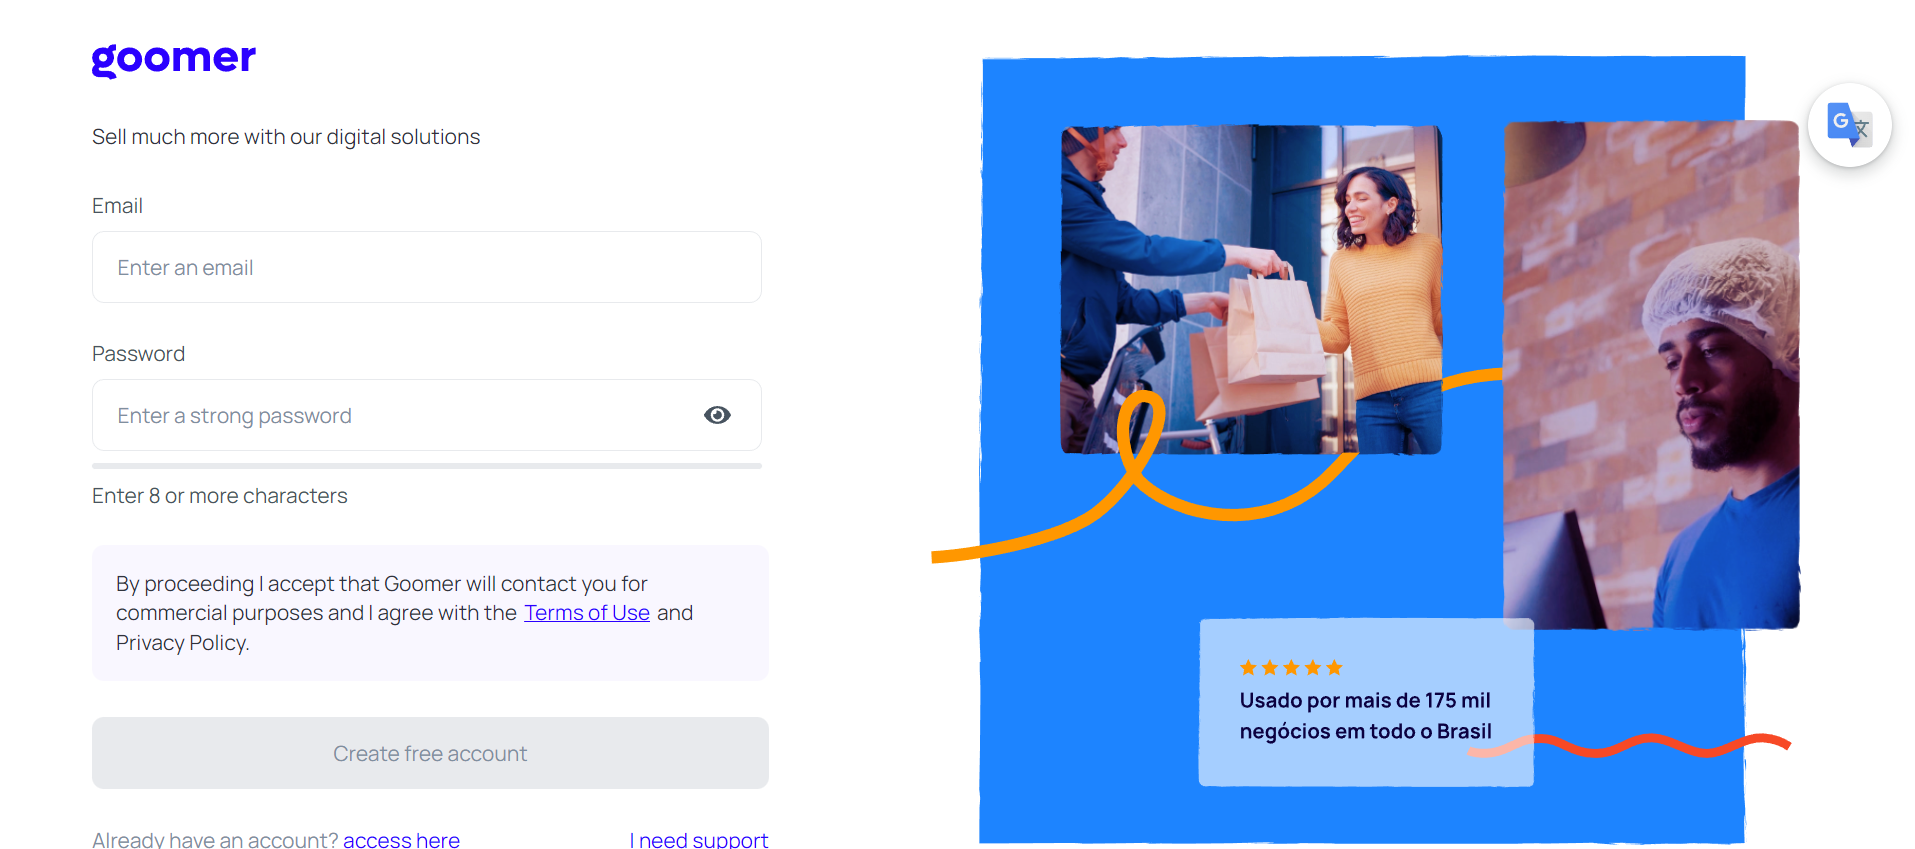 goomer
Sell much more with our digital solutions
Email
Enter an email
Password
Enter a strong password
Enter 8 or more characters
By proceeding I accept that Goomer will contact you for
commercial purposes and I agree with the Terms of Use and
Privacy Policy.
Create free account
Already have an account? access here
I need support
G 文
Usado por mais de 175 mil
negócios em todo o Brasil